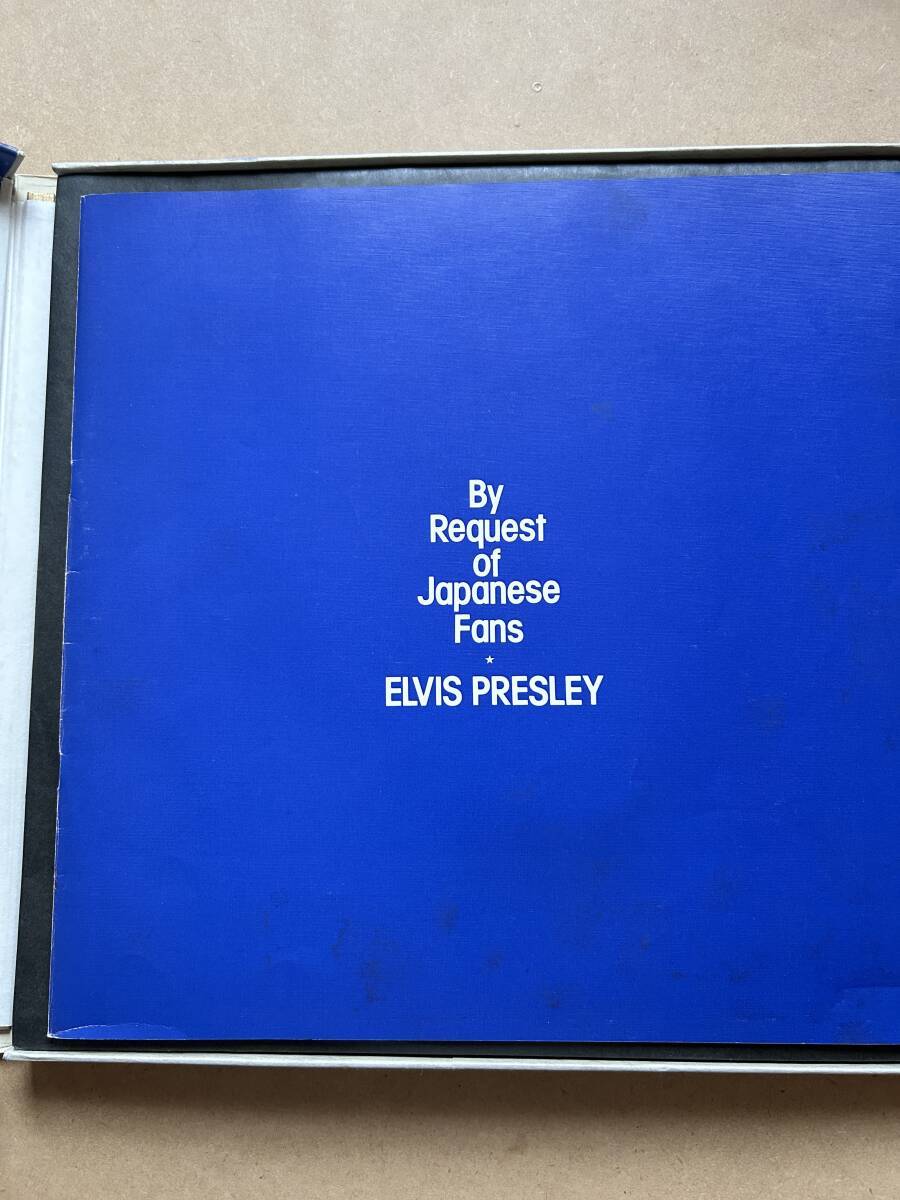 By
Request
of
Japanese
Fans
★
ELVIS PRESLEY